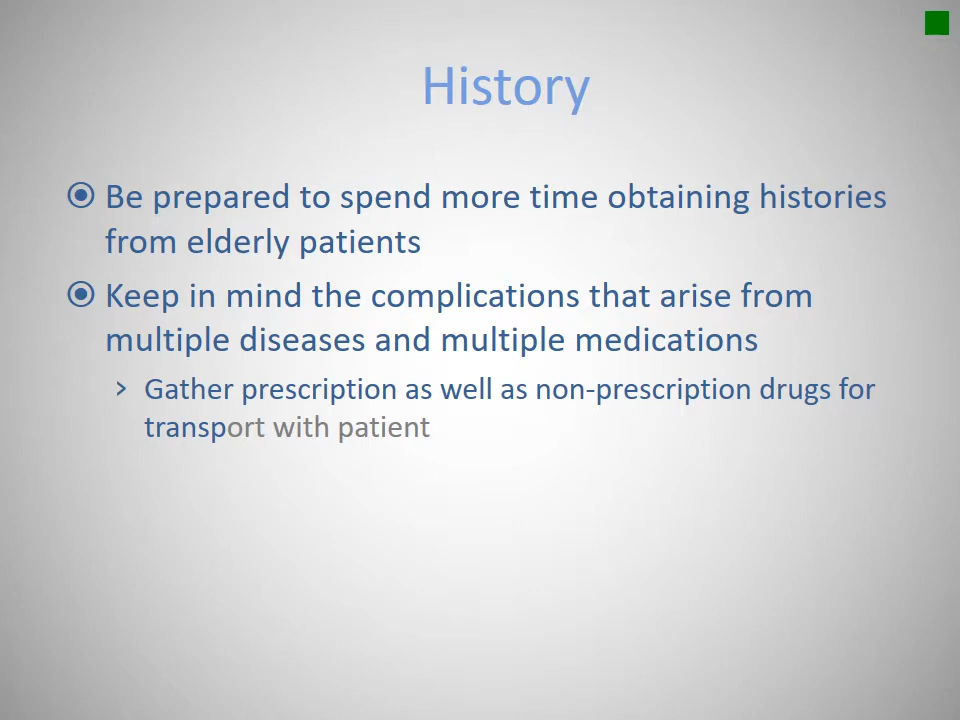 History
Be prepared to spend more time obtaining histories
from elderly patients
Keep in mind the complications that arise from
multiple diseases and multiple medications
Gather prescription as well as non-prescription drugs for
transport with patient